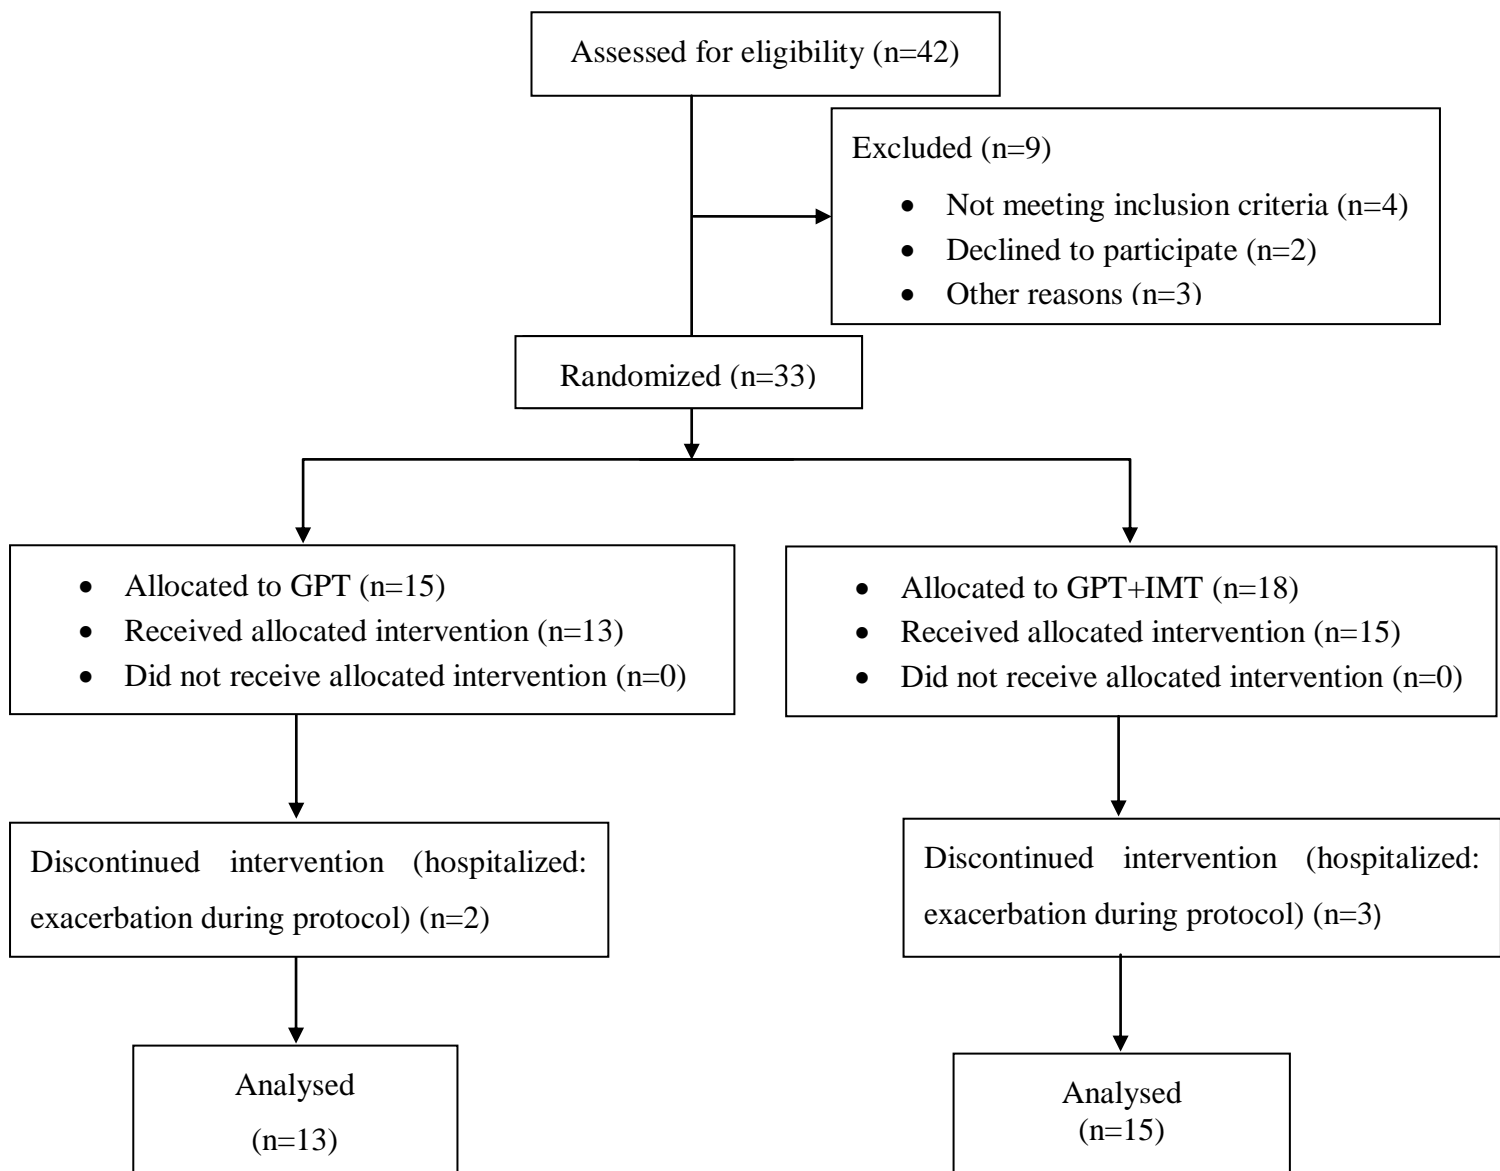 Assessed for eligibility (n=42)
Excluded (n=9)
• Not meeting inclusion criteria (n=4)
• Declined to participate (n=2)
• Other reasons (n=3)
Randomized (n=33)
• Allocated to GPT (n=15)
• Received allocated intervention (n=13)
• Did not receive allocated intervention (n=0)
• Allocated to GPT+IMT (n=18)
• Received allocated intervention (n=15)
• Did not receive allocated intervention (n=0)
Discontinued intervention (hospitalized:
exacerbation during protocol) (n=2)
Discontinued intervention (hospitalized:
exacerbation during protocol) (n=3)
Analysed
(n=13)
Analysed
(n=15)